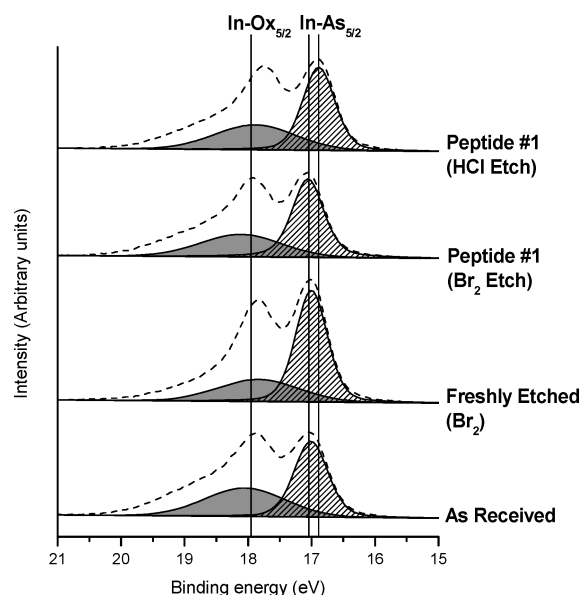 In-Ox5/2 In-As5/2
Peptide #1
(HCl Etch)
Peptide #1
(Br2 Etch)
Freshly Etched
(Br2)
As Received
Intensity (Arbitrary units)
21 20 19 18 17 16 15
Binding energy (eV)